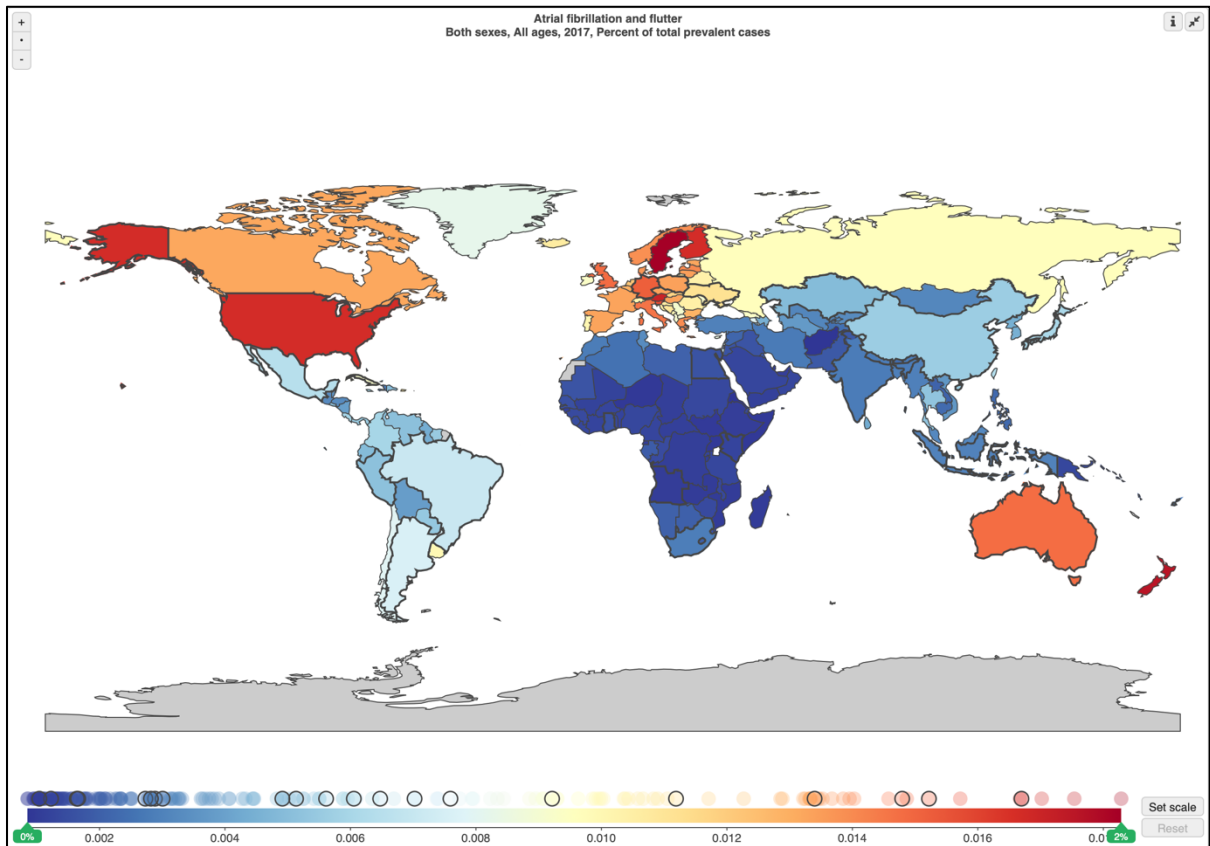 Atrial fibrillation and flutter
Both sexes, All ages, 2017, Percent of total prevalent cases
+
-
i
Set scale
Reset
0%
2%
0.002
0.004
0.006
0.008
0.010
0.012
0.014
0.016